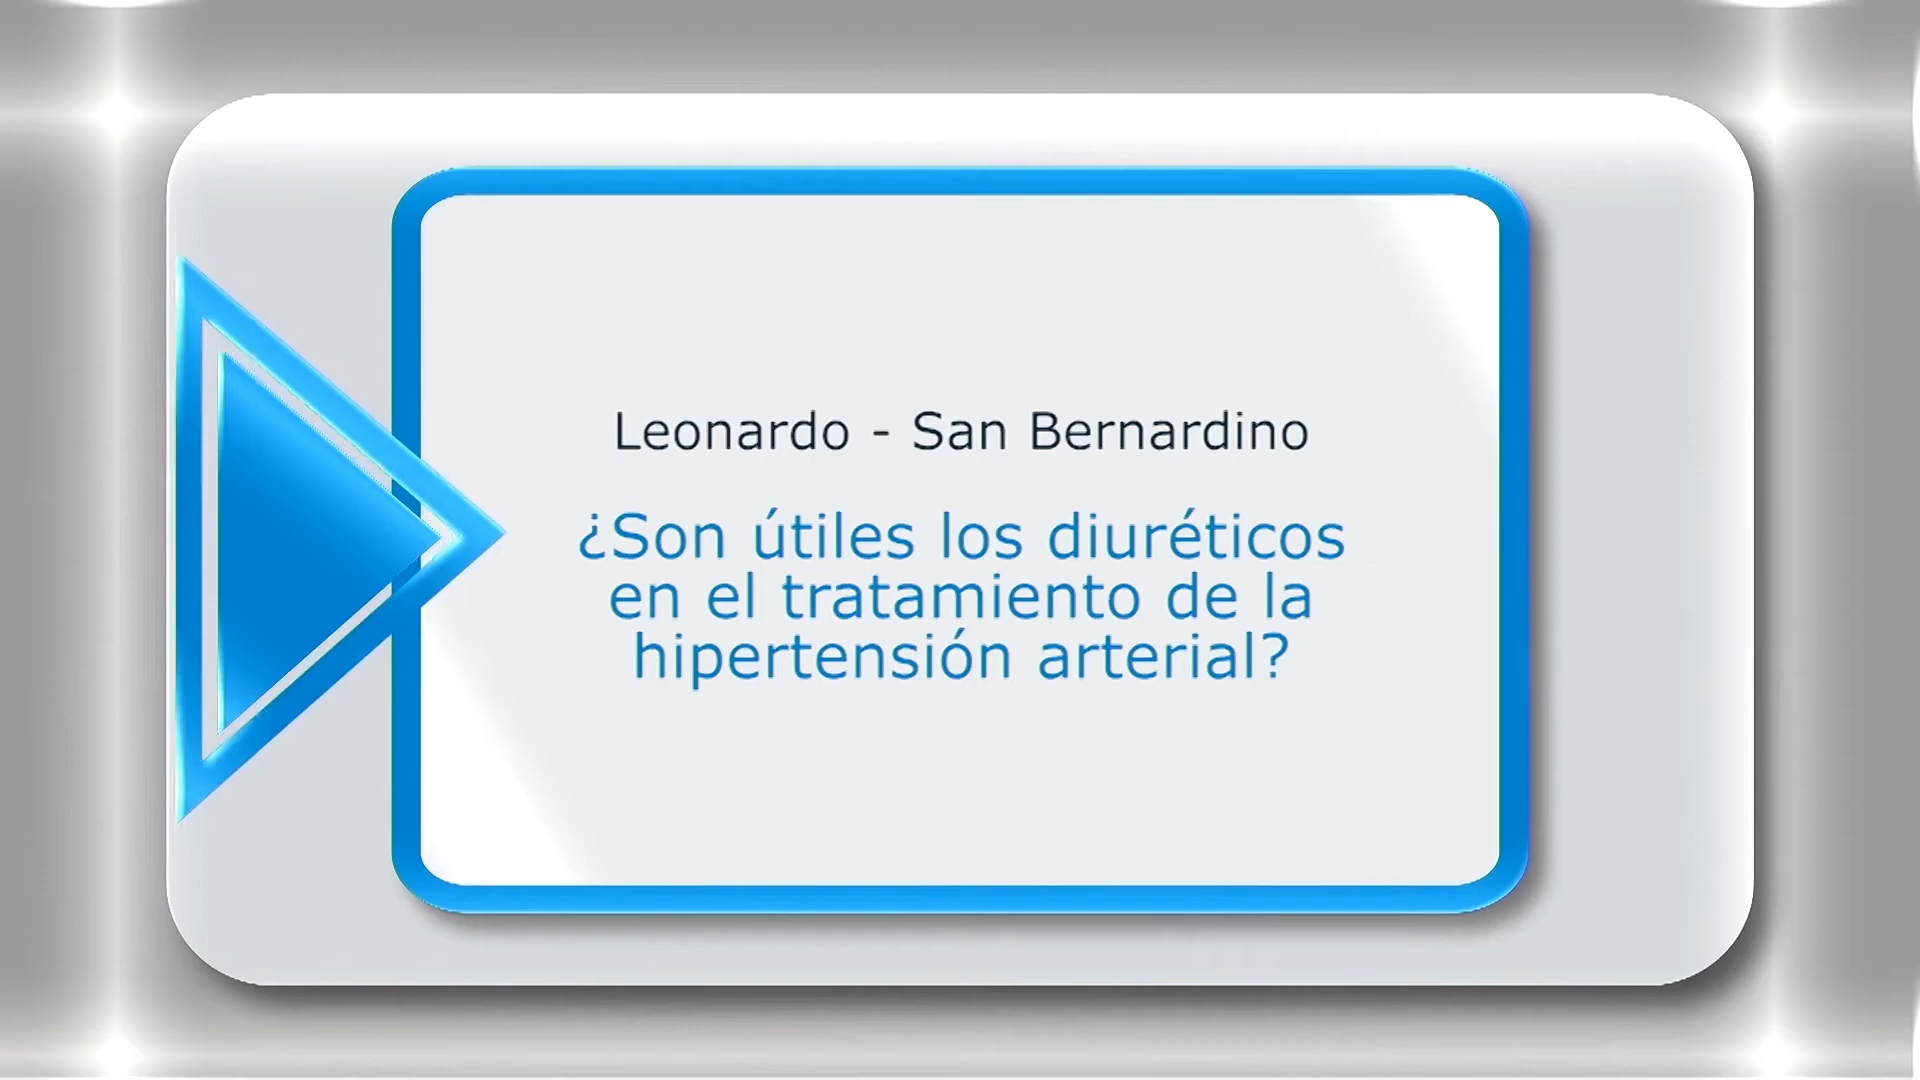 Leonardo - San Bernardino
¿Son útiles los diuréticos
en el tratamiento de la
hipertensión arterial?